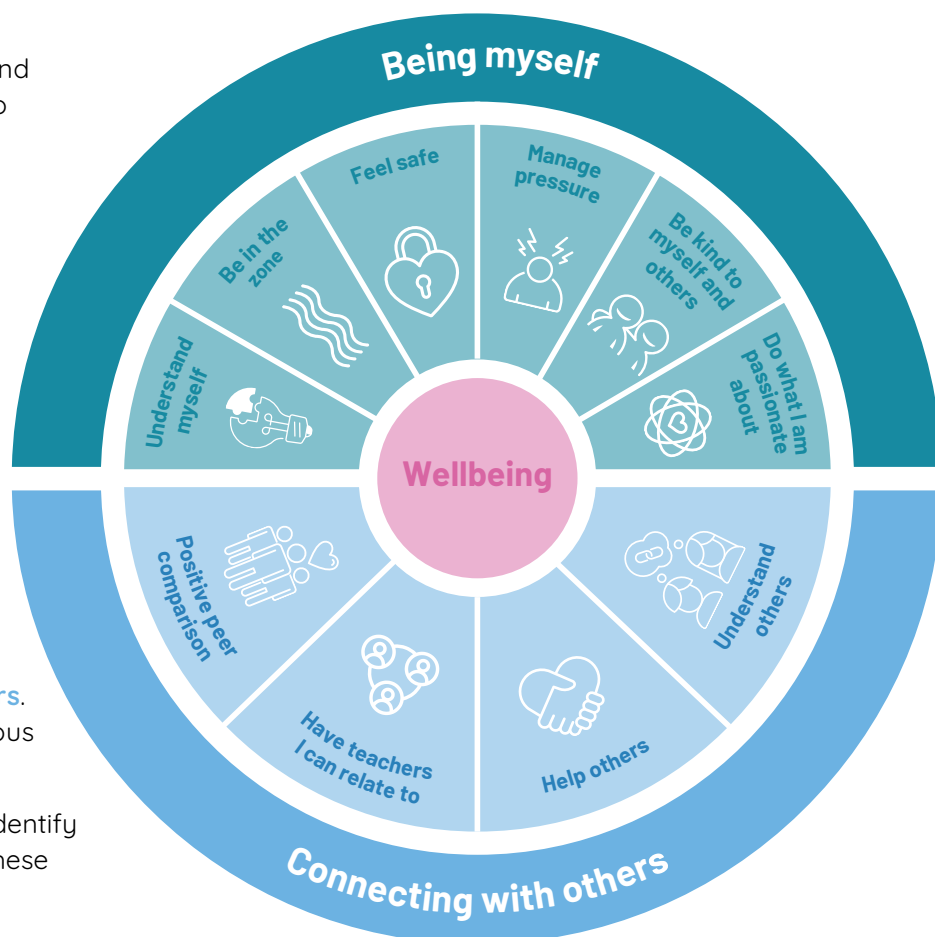 nd
Being myself
Understand
myself
Be in the
zone
Feel safe
Manage
pressure
Be kind to
myself and
others
Do what I am
passionate
about
Wellbeing
Positive peer
comparison
Have teachers
I can relate to
Help others
Understand
others
Connecting with others
rs.
ous
dentify